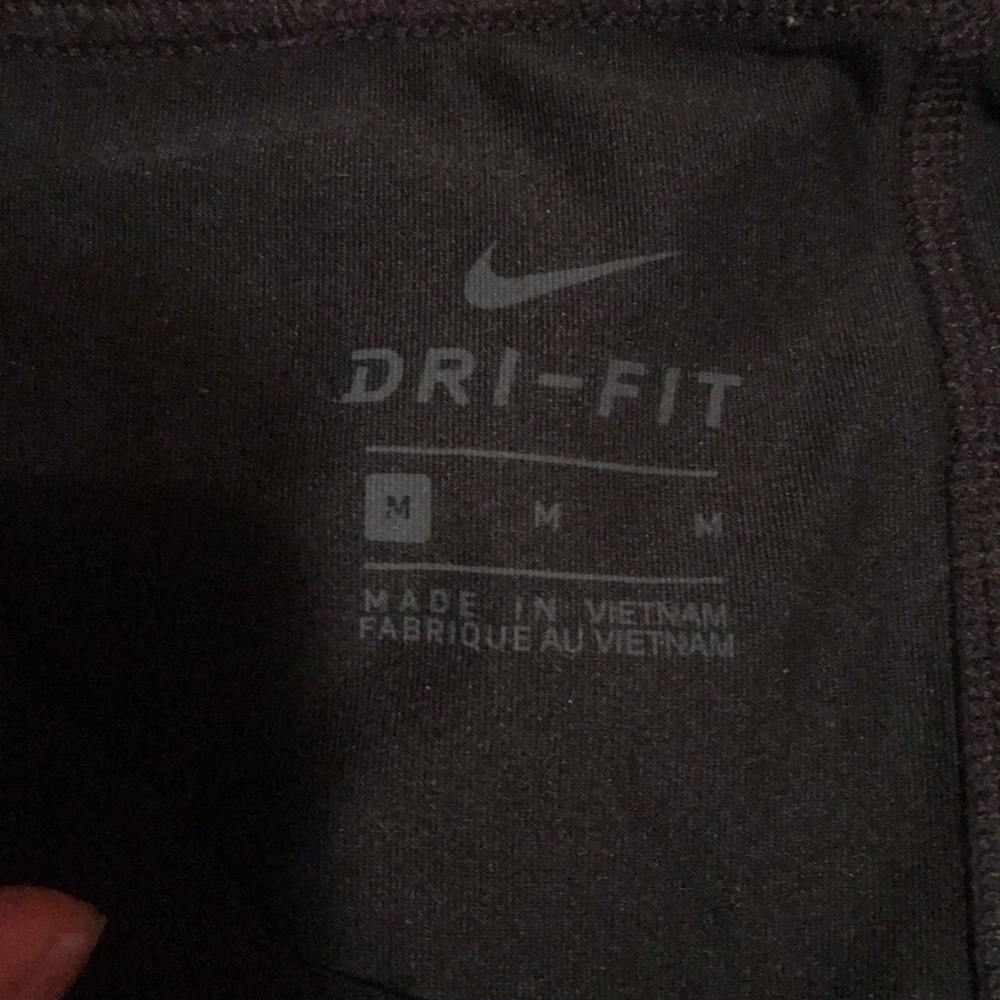 DRI-FIT
M M M
MADE IN VIETNAM
FABRIQUE AU VIETNAM